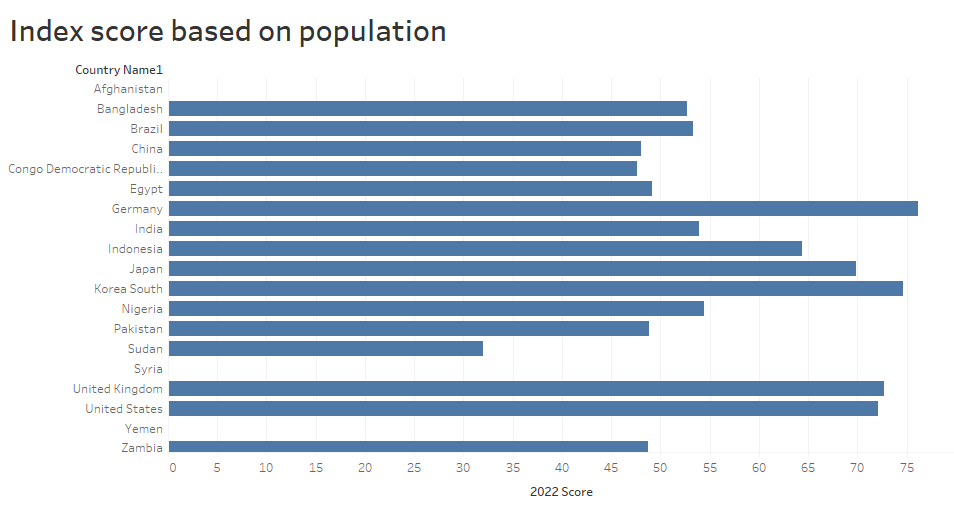 Index score based on population
Country Name1
Afghanistan
Bangladesh
Brazil
China
Congo Democratic Republi..
Egypt
Germany
India
Indonesia
Japan
Korea South
Nigeria
Pakistan
Sudan
Syria
United Kingdom
United States
Yemen
Zambia
0 5 10 15 20 25 30 35 40 45 50 55 60 65 70 75
2022 Score